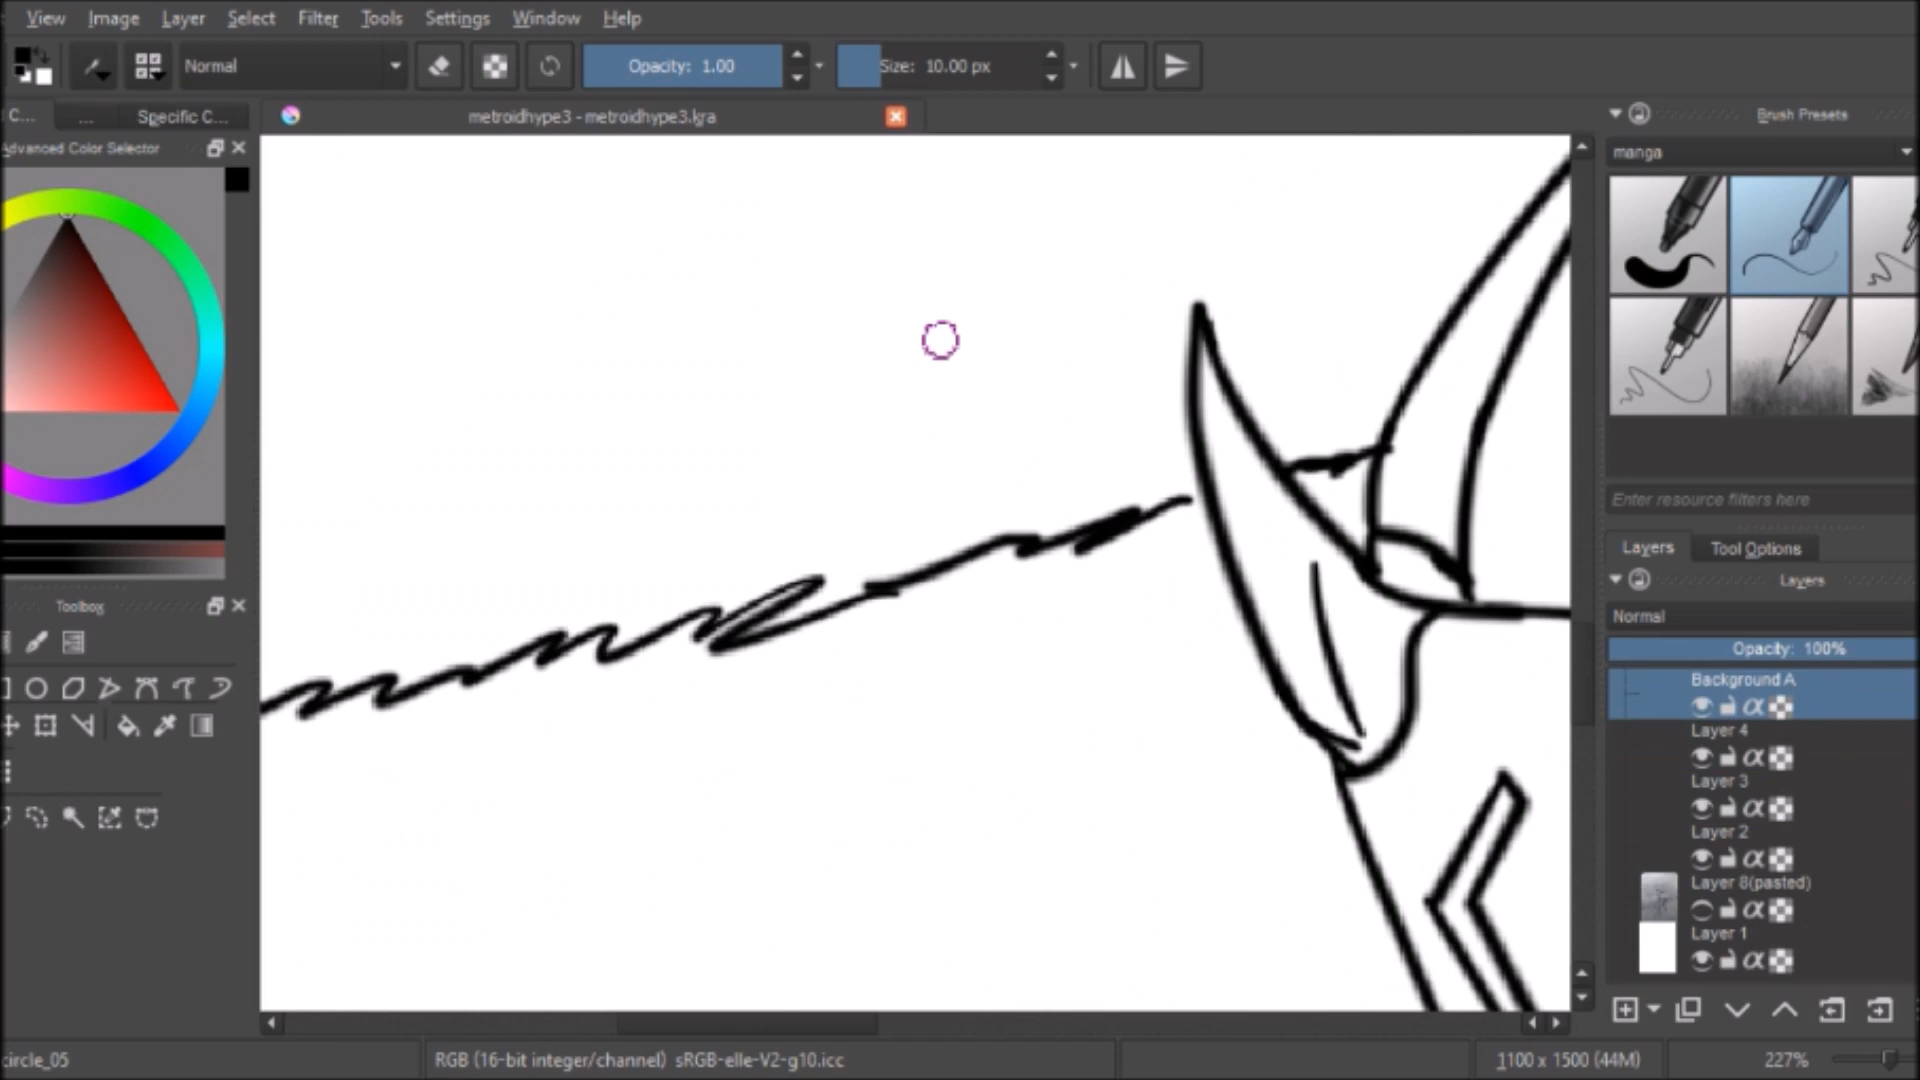 View Image Layer Select Filter Tools Settings Window Help
Normal Opacity: 1.00 Size: 10.00 px
C... ... Specific C... metroidhype3 - metroidhype3.kra
Brush Presets
Advanced Color Selector
manga
Enter resource filters here
Layers Tool Options
Layers
Toolbox
Normal
Opacity: 100%
Background A
Layer 4
Layer 3
Layer 2
Layer 8(pasted)
Layer 1
circle_05 RGB (16-bit integer/channel) sRGB-elle-V2-g10.icc 1100 x 1500 (44M) 227%